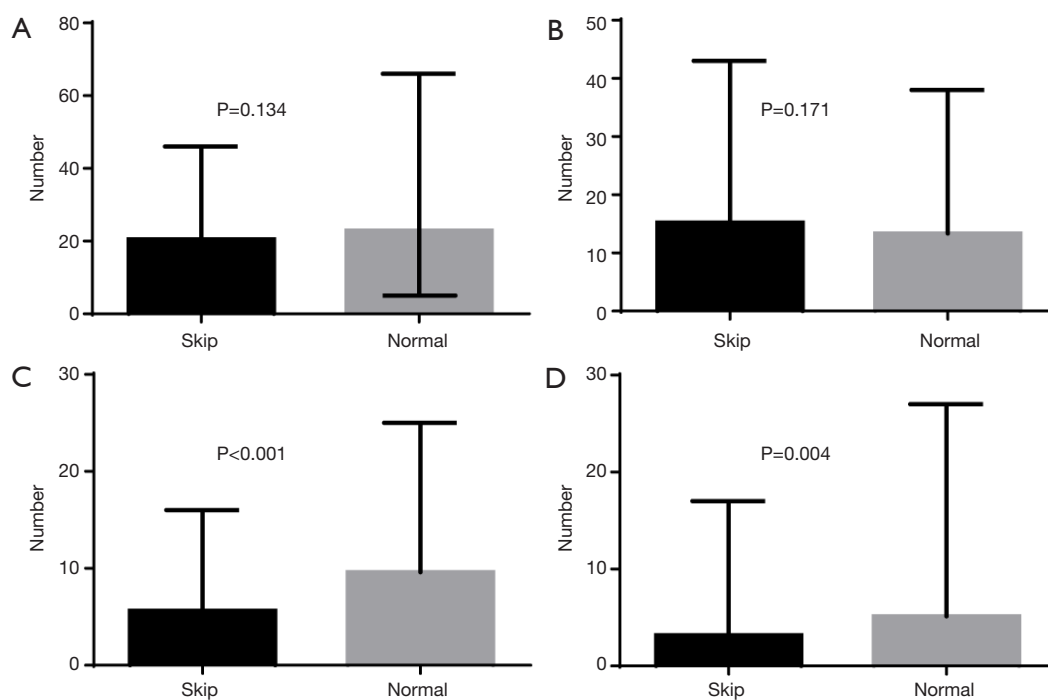 A
Number
80
60
40
20
0
P=0.134
Skip Normal
B
Number
50
40
30
20
10
0
P=0.171
Skip Normal
C
Number
30
20
10
0
P<0.001
Skip Normal
D
Number
30
20
10
0
P=0.004
Skip Normal